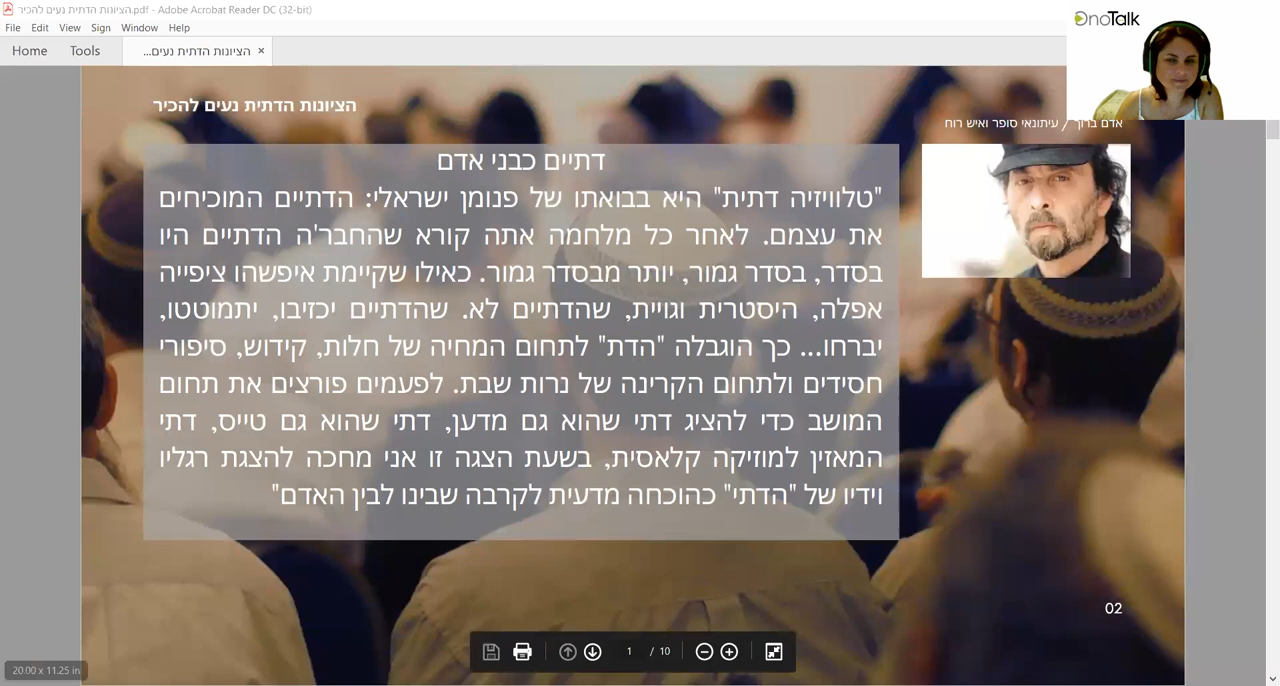 הציונות הדתית נעים להכיר.pdf - Adobe Acrobat Reader DC (32-bit)
File Edit View Sign Window Help
Home Tools הציונות הדתית נעים... ×
OnoTalk
הציונות הדתית נעים להכיר
אדם ברוך / עיתונאי סופר ואיש רוח
דתיים כבני אדם
"טלוויזיה דתית" היא בבואתו של פנומן ישראלי: הדתיים המוכיחים
את עצמם. לאחר כל מלחמה אתה קורא שהחבר'ה הדתיים היו
בסדר, בסדר גמור, יותר מבסדר גמור. כאילו שקיימת איפשהו ציפייה
אפלה, היסטרית וגויית, שהדתיים לא. שהדתיים יכזיבו, יתמוטטו,
יברחו... כך הוגבלה "הדת" לתחום המחיה של חלות, קידוש, סיפורי
חסידים ולתחום הקרינה של נרות שבת. לפעמים פורצים את תחום
המושב כדי להציג דתי שהוא גם מדען, דתי שהוא גם טייס, דתי
המאזין למוזיקה קלאסית, בשעת הצגה זו אני מחכה להצגת רגליו
וידיו של "הדתי" כהוכחה מדעית לקרבה שבינו לבין האדם"
02
1 / 10
20.00 x 11.25 in